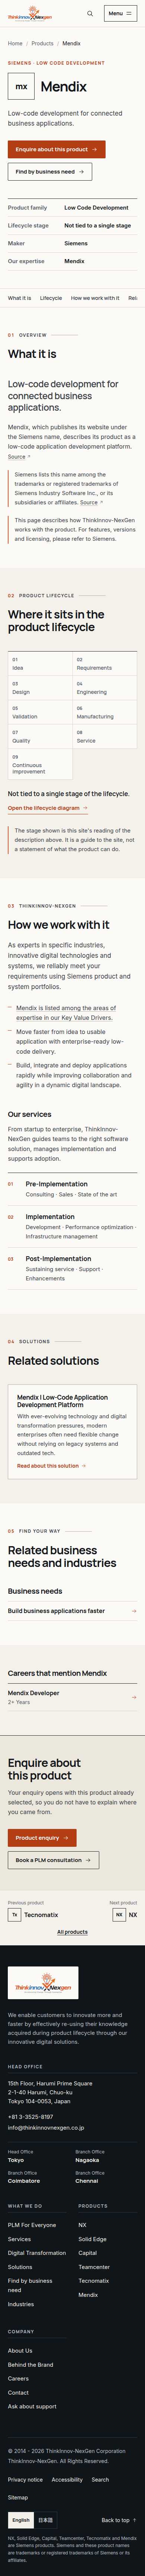 ThinkInnov-NexGen
Menu
Home / Products / Mendix
SIEMENS · LOW CODE DEVELOPMENT
mx
Mendix
Low-code development for connected
business applications.
Enquire about this product →
Find by business need →
Product family Low Code Development
Lifecycle stage Not tied to a single stage
Maker Siemens
Our expertise Mendix
What it is Lifecycle How we work with it Rel
01 OVERVIEW
What it is
Low-code development for
connected business
applications.
Mendix, which publishes its website under
the Siemens name, describes this product as a
low-code application development platform.
Source ↗
Siemens lists this name among the
trademarks or registered trademarks of
Siemens Industry Software Inc., or its
subsidiaries or affiliates. Source ↗
This page describes how ThinkInnov-NexGen
works with the product. For features, versions
and licensing, please refer to Siemens.
02 PRODUCT LIFECYCLE
Where it sits in the
product lifecycle
01
Idea
02
Requirements
03
Design
04
Engineering
05
Validation
06
Manufacturing
07
Quality
08
Service
09
Continuous
improvement
Not tied to a single stage of the lifecycle.
Open the lifecycle diagram →
The stage shown is this site's reading of the
description above. It is a guide to the site, not
a statement of what the product can do.
03 THINKINNOV-NEXGEN
How we work with it
As experts in specific industries,
innovative digital technologies and
systems, we reliably meet your
requirements using Siemens product and
system portfolios.
— Mendix is listed among the areas of
expertise in our Key Value Drivers.
— Move faster from idea to usable
application with embedded-ready low-
code delivery.
— Build, integrate and deploy applications
rapidly while improving collaboration and
agility in a dynamic digital landscape.
Our services
From startup to enterprise, ThinkInnov-
NexGen guides teams to the right software
solution, manages implementation and
supports adoption.
01 Pre-Implementation
Consulting · Sales · State of the art
02 Implementation
Development · Performance optimization ·
Infrastructure management
03 Post-Implementation
Sustaining service · Support ·
Enhancements
04 SOLUTIONS
Related solutions
Mendix | Low-Code Application
Development Platform
With ever-evolving technology and digital
transformation pressures, modern
enterprises often need flexible change
without relying on legacy systems and
outdated tech.
Read about this solution →
05 FIND YOUR WAY
Related business
needs and industries
Business needs
Build business applications faster →
Careers that mention Mendix
Mendix Developer
2+ Years →
Enquire about
this product
Your enquiry opens with this product already
selected, so you do not have to explain where
you came from.
Product enquiry →
Book a PLM consultation →
Previous product
Tx Tecnomatix
Next product
NX NX
All products
ThinkInnov-NexGen
We enable customers to innovate more and
faster by effectively re-using their knowledge
acquired during product lifecycle through our
innovative digital solutions.
HEAD OFFICE
15th Floor, Harumi Prime Square
2-1-40 Harumi, Chuo-ku
Tokyo 104-0053, Japan
+81 3-3525-8197
info@thinkinnovnexgen.co.jp
Head Office
Tokyo
Branch Office
Nagaoka
Branch Office
Coimbatore
Branch Office
Chennai
WHAT WE DO
PLM For Everyone
Services
Digital Transformation
Solutions
Find by business
need
Industries
PRODUCTS
NX
Solid Edge
Capital
Teamcenter
Tecnomatix
Mendix
COMPANY
About Us
Behind the Brand
Careers
Contact
Ask about support
© 2014 - 2026 ThinkInnov-NexGen Corporation
ThinkInnov-NexGen. All Rights Reserved.
Privacy notice Accessibility Search
Sitemap
English 日本語
Back to top ↑
NX, Solid Edge, Capital, Teamcenter, Tecnomatix and Mendix
are Siemens products. Siemens and these product names
are trademarks or registered trademarks of Siemens or its
affiliates.